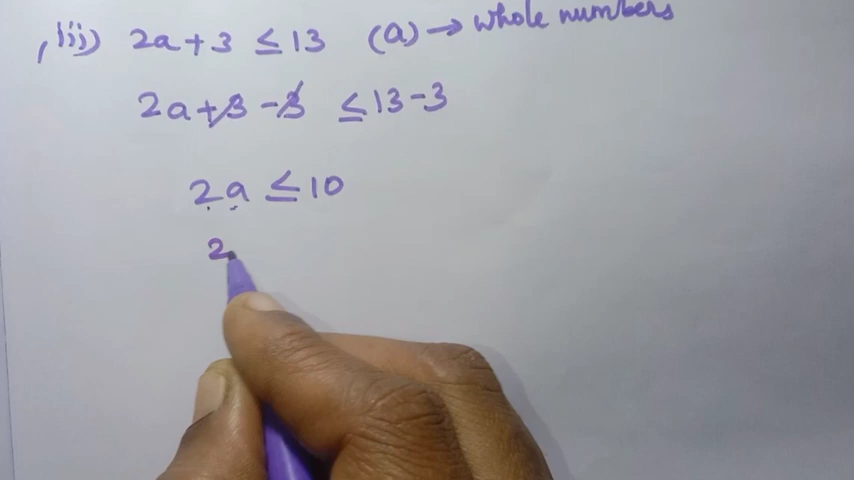 , iii) 2a + 3 ≤ 13 (a) → whole numbers
2a + 3 - 3 ≤ 13 - 3
2a ≤ 10
2